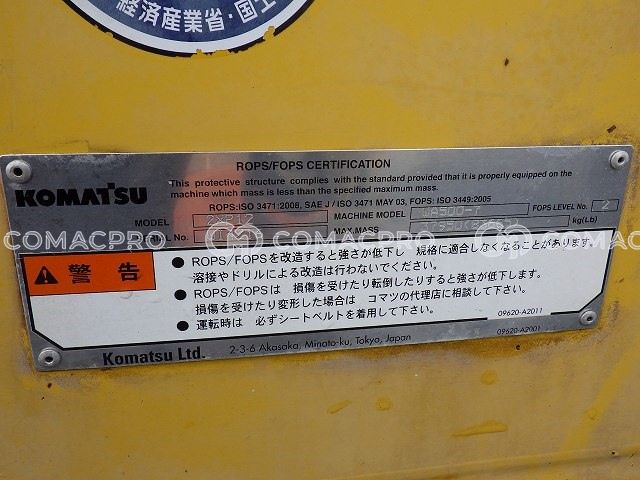 経済産業省・国土
ROPS/FOPS CERTIFICATION
KOMATSU
This protective structure complies with the standard provided that it is properly equipped on the
machine which mass is less than the specified maximum mass.
ROPS:ISO 3471:2008, SAE J / ISO 3471 MAY 03, FOPS: ISO 3449:2005
FOPS LEVEL No. 2
MODEL
MACHINE MODEL WA500-7
MAX.MASS
kg(Lb)
COMACPRO COMACPRO COMACPRO
警告
● ROPS/FOPSを改造すると強さが低下し 規格に適合しなくなることがあります。
溶接やドリルによる改造は行わないでください。
● ROPS/FOPSは 損傷を受けたり転倒したりすると強さが低下します。
損傷を受けたり変形した場合は コマツの代理店に相談して下さい。
● 運転時は 必ずシートベルトを着用して下さい。
09620-A2011
09620-A2001
Komatsu Ltd. 2-3-6 Akasaka, Minato-ku, Tokyo, Japan
COMACPRO COMACPRO COMACPRO